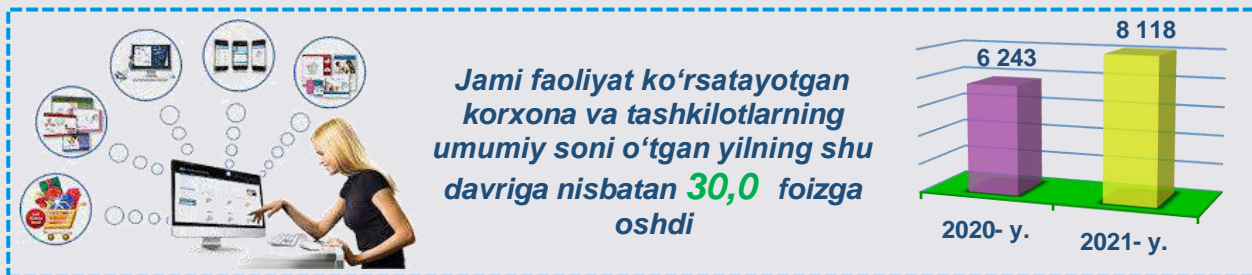 Jami faoliyat ko‘rsatayotgan
korxona va tashkilotlarning
umumiy soni o‘tgan yilning shu
davriga nisbatan 30,0 foizga
oshdi
6 243
8 118
2020- y.
2021- y.